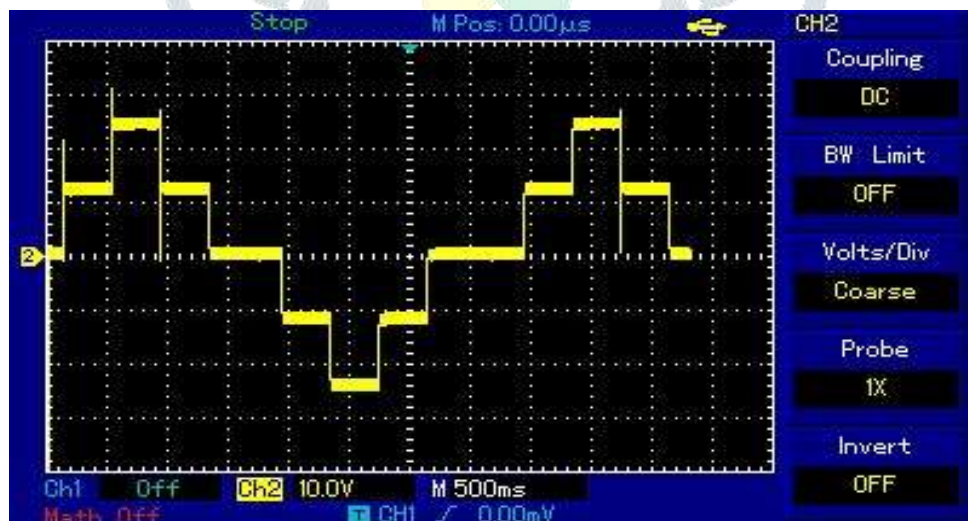 Stop M Pos: 0.00µs CH2
Coupling
DC
BW Limit
OFF
2
Volts/Div
Coarse
Probe
1X
Invert
OFF
Ch1 Off Ch2 10.0V M 500ms
Math Off T CH1 / 0.00mV